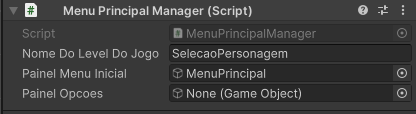 Menu Principal Manager (Script)
Script MenuPrincipalManager
Nome Do Level Do Jogo SelecaoPersonagem
Painel Menu Inicial MenuPrincipal
Painel Opcoes None (Game Object)